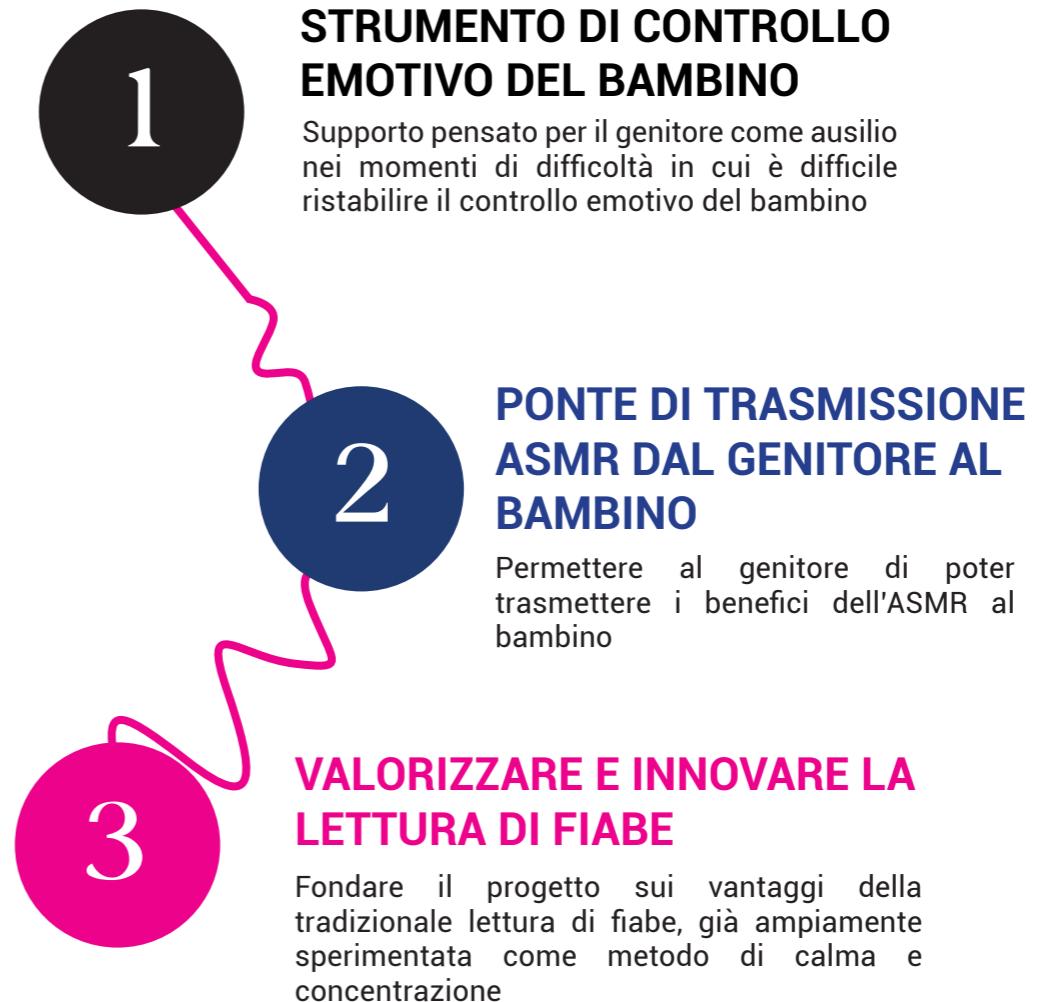 1
STRUMENTO DI CONTROLLO
EMOTIVO DEL BAMBINO
Supporto pensato per il genitore come ausilio
nei momenti di difficoltà in cui è difficile
ristabilire il controllo emotivo del bambino
2
PONTE DI TRASMISSIONE
ASMR DAL GENITORE AL
BAMBINO
Permettere al genitore di poter
trasmettere i benefici dell'ASMR al
bambino
3
VALORIZZARE E INNOVARE LA
LETTURA DI FIABE
Fondare il progetto sui vantaggi della
tradizionale lettura di fiabe, già ampiamente
sperimentata come metodo di calma e
concentrazione